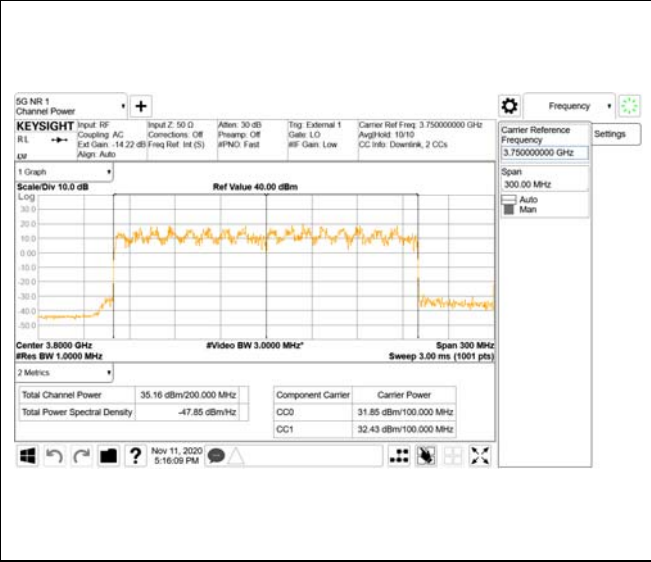 5G NR 1
Channel Power
Frequency
KEYSIGHT
RL
Input: RF
Coupling: AC
Ext Gain: -14.22 dB
Align: Auto
Input Z: 50 Ω
Corrections: Off
Freq Ref: Int (S)
Atten: 30 dB
Preamp: Off
#PNO: Fast
Trig: External 1
Gate: LO
#IF Gain: Low
Carrier Ref Freq: 3.750000000 GHz
Avg|Hold: 10/10
CC Info: Downlink, 2 CCs
Carrier Reference
Frequency
3.750000000 GHz
Settings
Span
300.00 MHz
Auto
Man
1 Graph
Scale/Div 10.0 dB
Ref Value 40.00 dBm
Log
30.0
20.0
10.0
0.00
-10.0
-20.0
-30.0
-40.0
-50.0
Center 3.8000 GHz
#Video BW 3.0000 MHz*
Span 300 MHz
#Res BW 1.0000 MHz
Sweep 3.00 ms (1001 pts)
2 Metrics
Total Channel Power 35.16 dBm/200.000 MHz
Total Power Spectral Density -47.85 dBm/Hz
Component Carrier Carrier Power
CC0 31.85 dBm/100.000 MHz
CC1 32.43 dBm/100.000 MHz
?
Nov 11, 2020
5:16:09 PM